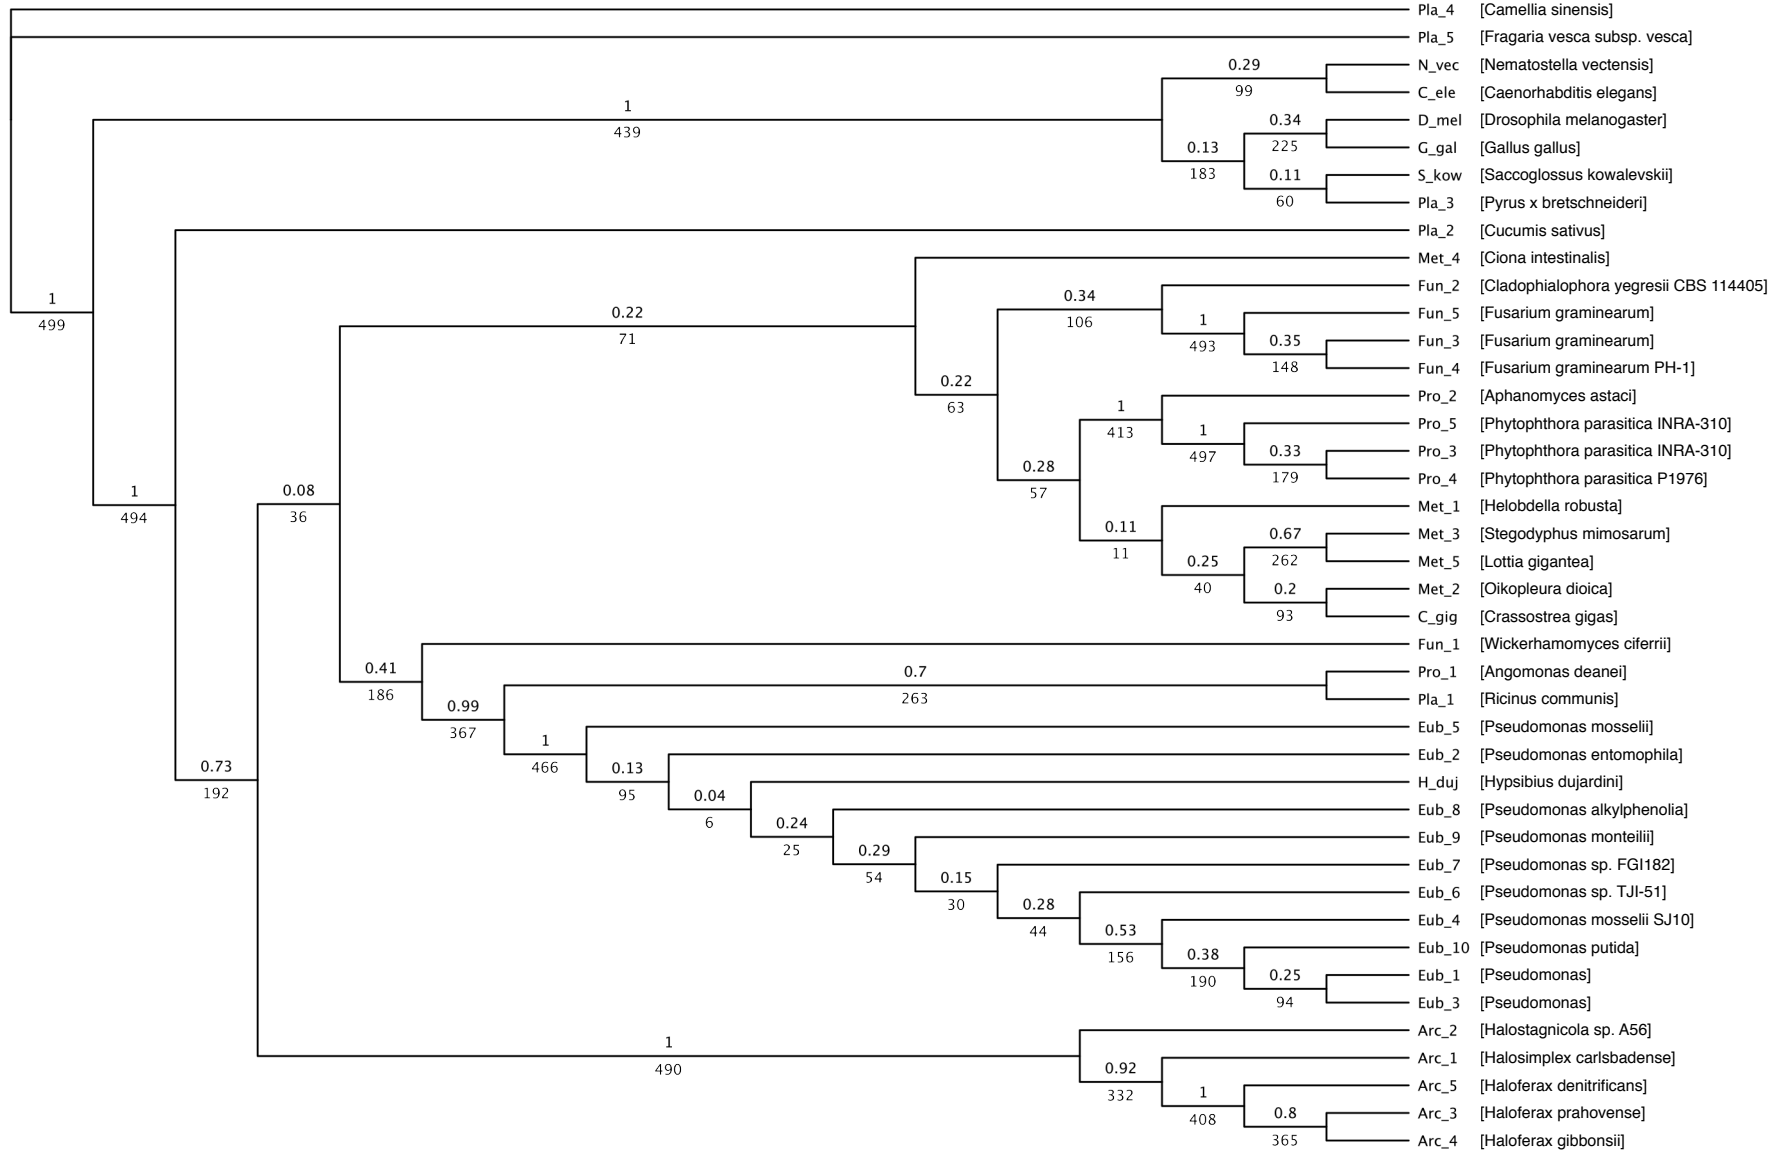 Pla_4 [Camellia sinensis]
Pla_5 [Fragaria vesca subsp. vesca]
0.29 N_vec [Nematostella vectensis]
99 C_ele [Caenorhabditis elegans]
1 0.34 D_mel [Drosophila melanogaster]
439 0.13 225 G_gal [Gallus gallus]
183 0.11 S_kow [Saccoglossus kowalevskii]
60 Pla_3 [Pyrus x bretschneideri]
Pla_2 [Cucumis sativus]
Met_4 [Ciona intestinalis]
1 0.34 Fun_2 [Cladophialophora yegresii CBS 114405]
499 0.22 106 1 Fun_5 [Fusarium graminearum]
71 493 0.35 Fun_3 [Fusarium graminearum]
148 Fun_4 [Fusarium graminearum PH-1]
0.22 1 Pro_2 [Aphanomyces astaci]
63 413 1 Pro_5 [Phytophthora parasitica INRA-310]
497 0.33 Pro_3 [Phytophthora parasitica INRA-310]
0.28 179 Pro_4 [Phytophthora parasitica P1976]
1 0.08 57 Met_1 [Helobdella robusta]
494 36 0.11 0.67 Met_3 [Stegodyphus mimosarum]
11 0.25 262 Met_5 [Lottia gigantea]
40 0.2 Met_2 [Oikopleura dioica]
93 C_gig [Crassostrea gigas]
Fun_1 [Wickerhamomyces ciferrii]
0.41 0.7 Pro_1 [Angomonas deanei]
186 263 Pla_1 [Ricinus communis]
0.99 Eub_5 [Pseudomonas mosselii]
367 1 Eub_2 [Pseudomonas entomophila]
0.73 466 0.13 H_duj [Hypsibius dujardini]
192 95 0.04 Eub_8 [Pseudomonas alkylphenolia]
6 0.24 Eub_9 [Pseudomonas monteilii]
25 0.29 Eub_7 [Pseudomonas sp. FGI182]
54 0.15 Eub_6 [Pseudomonas sp. TJI-51]
30 0.28 Eub_4 [Pseudomonas mosselii SJ10]
44 0.53 Eub_10 [Pseudomonas putida]
156 0.38 0.25 Eub_1 [Pseudomonas]
190 94 Eub_3 [Pseudomonas]
1 Arc_2 [Halostagnicola sp. A56]
490 0.92 Arc_1 [Halosimplex carlsbadense]
332 1 Arc_5 [Haloferax denitrificans]
408 0.8 Arc_3 [Haloferax prahovense]
365 Arc_4 [Haloferax gibbonsii]